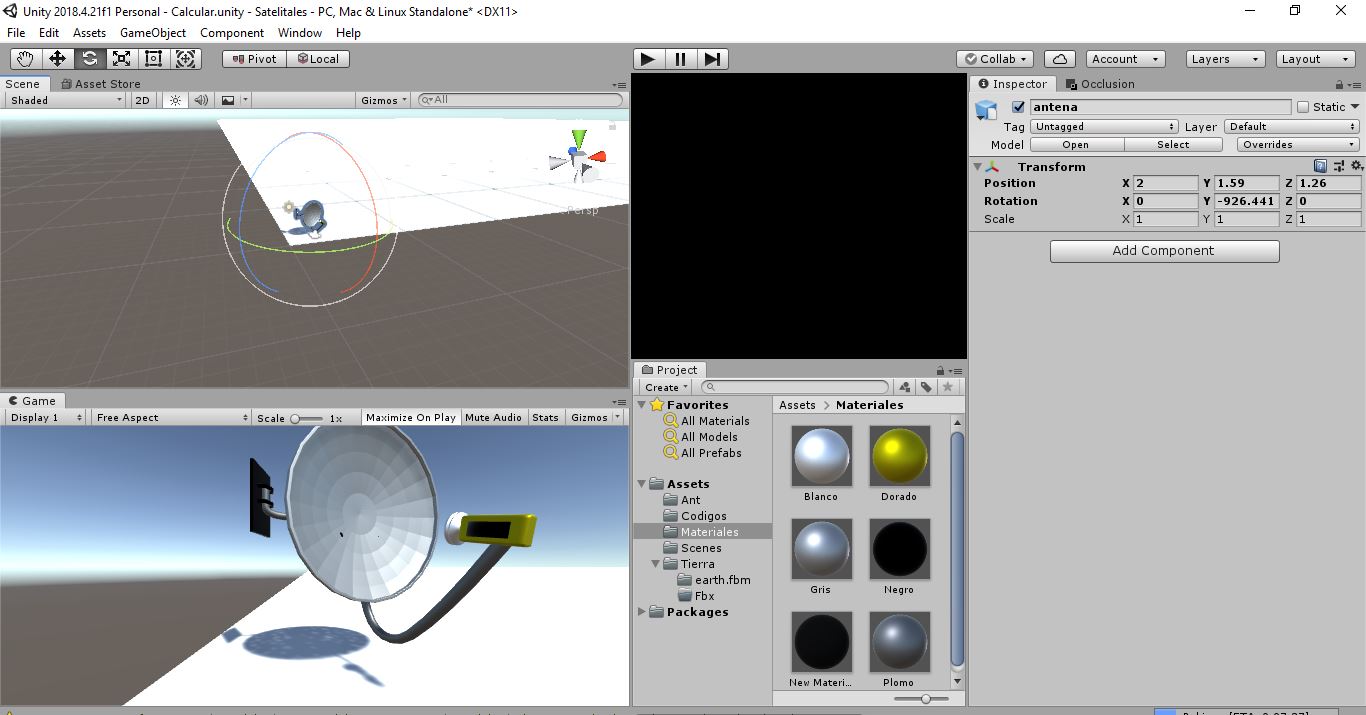 Unity 2018.4.21f1 Personal - Calcular.unity - Satelitales - PC, Mac & Linux Standalone* <DX11>
File Edit Assets GameObject Component Window Help
Pivot Local Collab Account Layers Layout
Scene Asset Store
Shaded 2D Gizmos All
Persp
Game
Display 1 Free Aspect Scale 1x Maximize On Play Mute Audio Stats Gizmos
Project
Create
Favorites
All Materials
All Models
All Prefabs
Assets
Ant
Codigos
Materiales
Scenes
Tierra
earth.fbm
Fbx
Packages
Assets > Materiales
Blanco Dorado
Gris Negro
New Materi... Plomo
Inspector Occlusion
antena Static
Tag Untagged Layer Default
Model Open Select Overrides
Transform
Position X 2 Y 1.59 Z 1.26
Rotation X 0 Y -926.441 Z 0
Scale X 1 Y 1 Z 1
Add Component